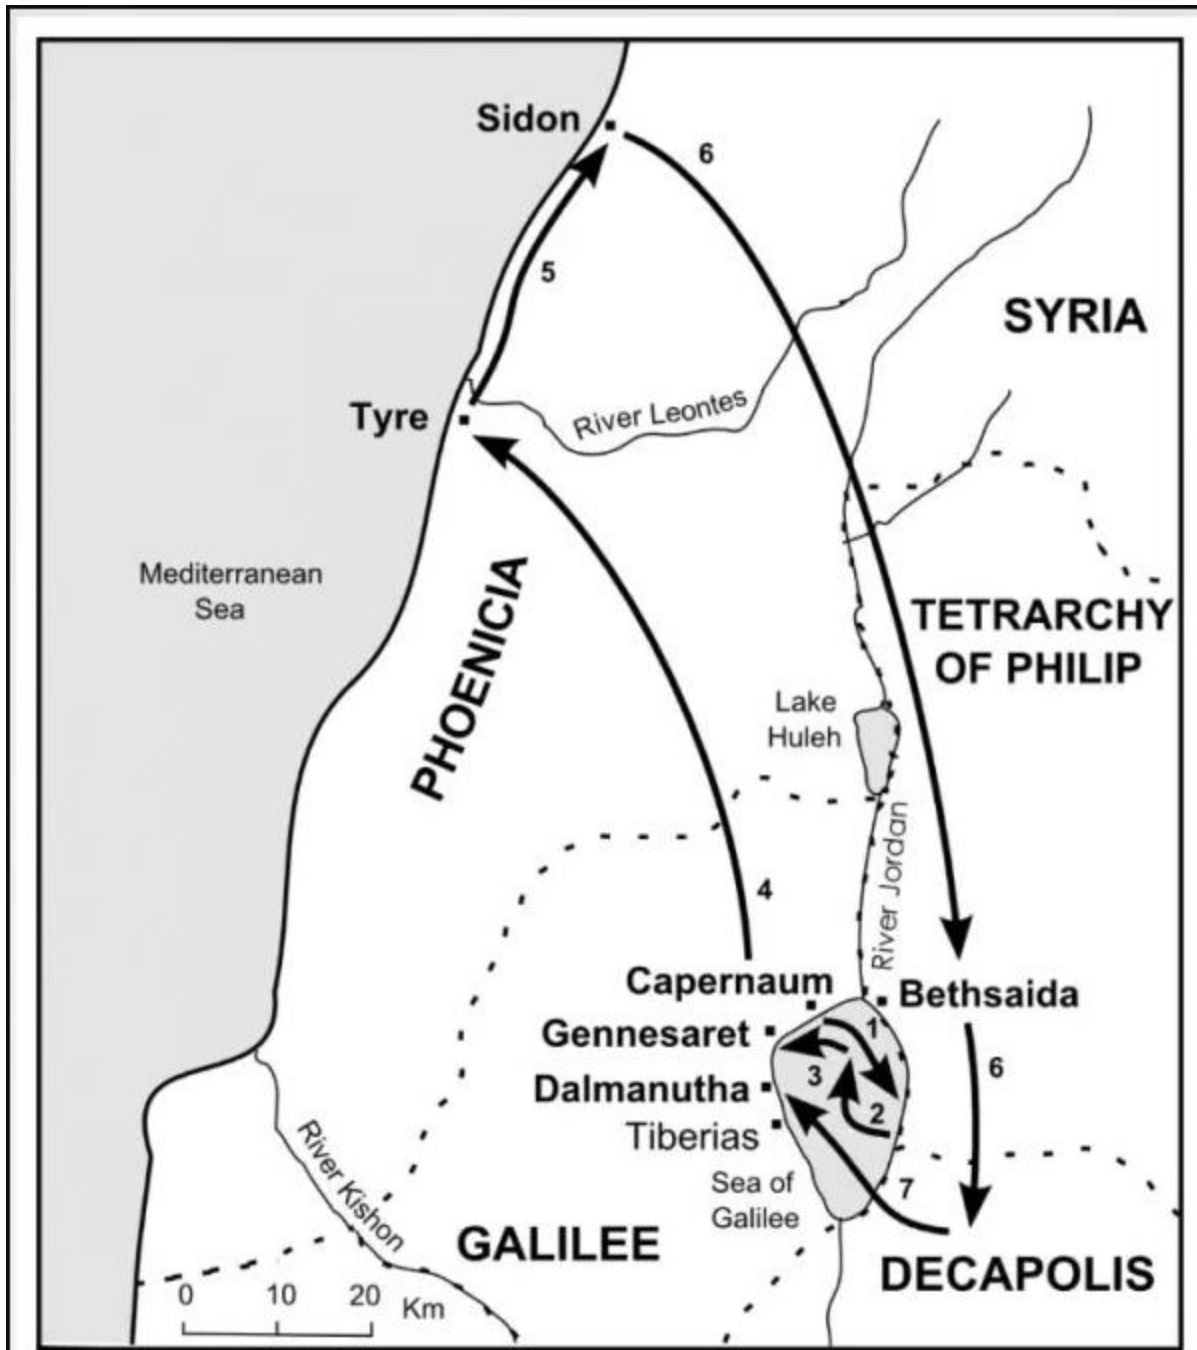 Sidon
6
5
SYRIA
Tyre
River Leontes
Mediterranean
Sea
PHOENICIA
TETRARCHY
OF PHILIP
Lake
Huleh
River Jordan
4
Capernaum
Bethsaida
Gennesaret
1
Dalmanutha
3
6
2
Tiberias
River Kishon
Sea of
Galilee
7
GALILEE
DECAPOLIS
0 10 20 Km